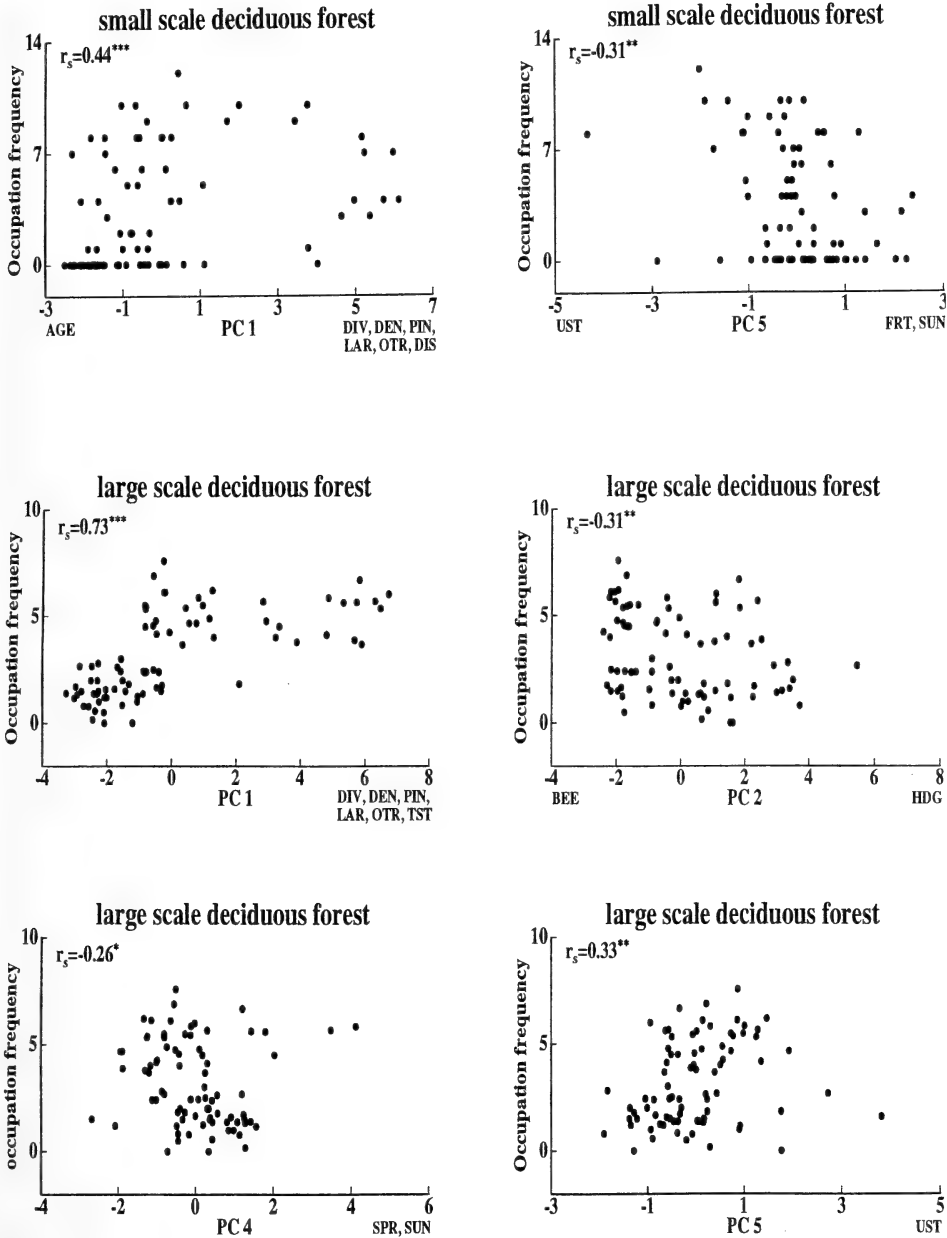 small scale deciduous forest
r_s=0.44***
Occupation frequency
14
7
0
-3 -1 1 3 5 7
AGE PC 1 DIV, DEN, PIN,
LAR, OTR, DIS
small scale deciduous forest
r_s=-0.31**
Occupation frequency
14
7
0
-5 -3 -1 1 3
UST PC 5 FRT, SUN
large scale deciduous forest
r_s=0.73***
Occupation frequency
10
5
0
-4 -2 0 2 4 6 8
PC 1 DIV, DEN, PIN,
LAR, OTR, TST
large scale deciduous forest
r_s=-0.31**
Occupation frequency
10
5
0
-4 -2 0 2 4 6 8
BEE PC 2 HDG
large scale deciduous forest
r_s=-0.26*
occupation frequency
10
5
0
-4 -2 0 2 4 6
PC 4 SPR, SUN
large scale deciduous forest
r_s=0.33**
Occupation frequency
10
5
0
-3 -1 1 3 5
PC 5 UST